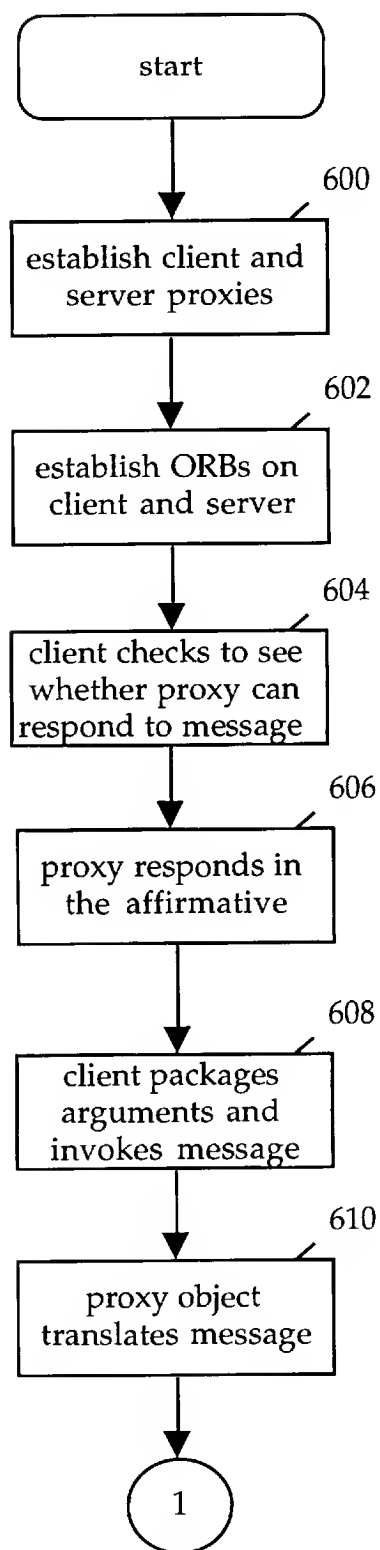 start
600
establish client and
server proxies
602
establish ORBs on
client and server
604
client checks to see
whether proxy can
respond to message
606
proxy responds in
the affirmative
608
client packages
arguments and
invokes message
610
proxy object
translates message
1